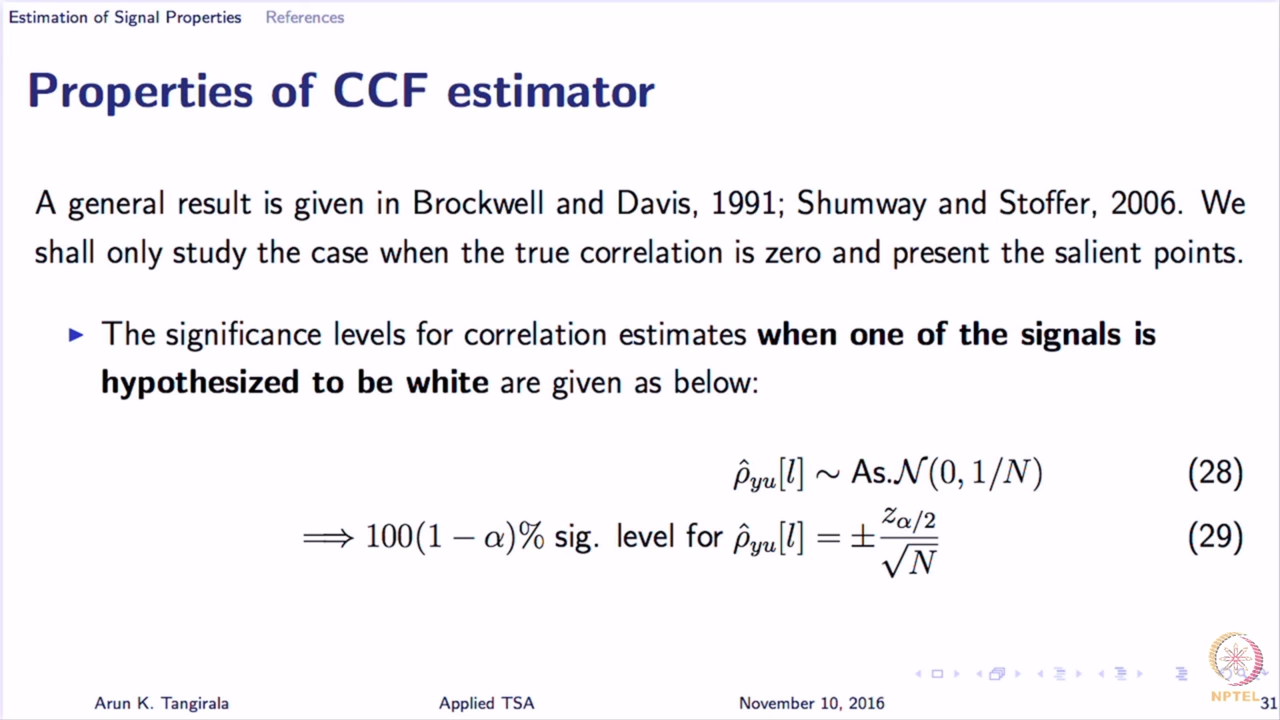 Estimation of Signal Properties References
Properties of CCF estimator
A general result is given in Brockwell and Davis, 1991; Shumway and Stoffer, 2006. We
shall only study the case when the true correlation is zero and present the salient points.
▶ The significance levels for correlation estimates when one of the signals is
hypothesized to be white are given as below:
ρ̂_{yu}[l] ∼ As.𝒩(0, 1/N) (28)
⟹ 100(1 − α)% sig. level for ρ̂_{yu}[l] = ± z_{α/2}/√N (29)
NPTEL
Arun K. Tangirala Applied TSA November 10, 2016 31